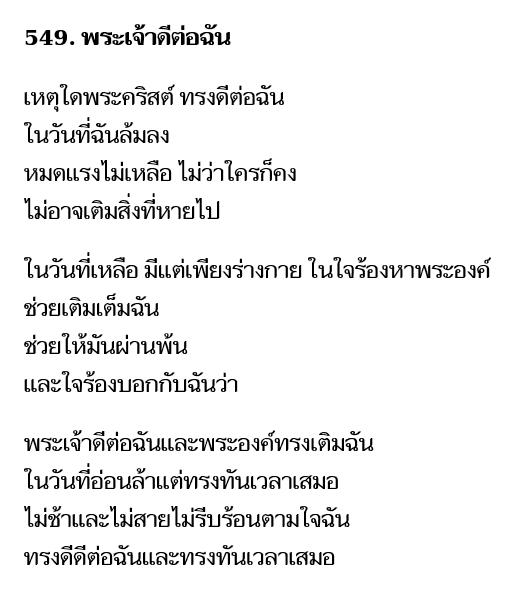 549. พระเจ้าดีต่อฉัน
เหตุใดพระคริสต์ ทรงดีต่อฉัน
ในวันที่ฉันล้มลง
หมดแรงไม่เหลือ ไม่ว่าใครก็คง
ไม่อาจเติมสิ่งที่หายไป
ในวันที่เหลือ มีแต่เพียงร่างกาย ในใจร้องหาพระองค์
ช่วยเติมเต็มฉัน
ช่วยให้มันผ่านพ้น
และใจร้องบอกกับฉันว่า
พระเจ้าดีต่อฉันและพระองค์ทรงเติมฉัน
ในวันที่อ่อนล้าแต่ทรงทันเวลาเสมอ
ไม่ช้าและไม่สายไม่รีบร้อนตามใจฉัน
ทรงดีดีต่อฉันและทรงทันเวลาเสมอ